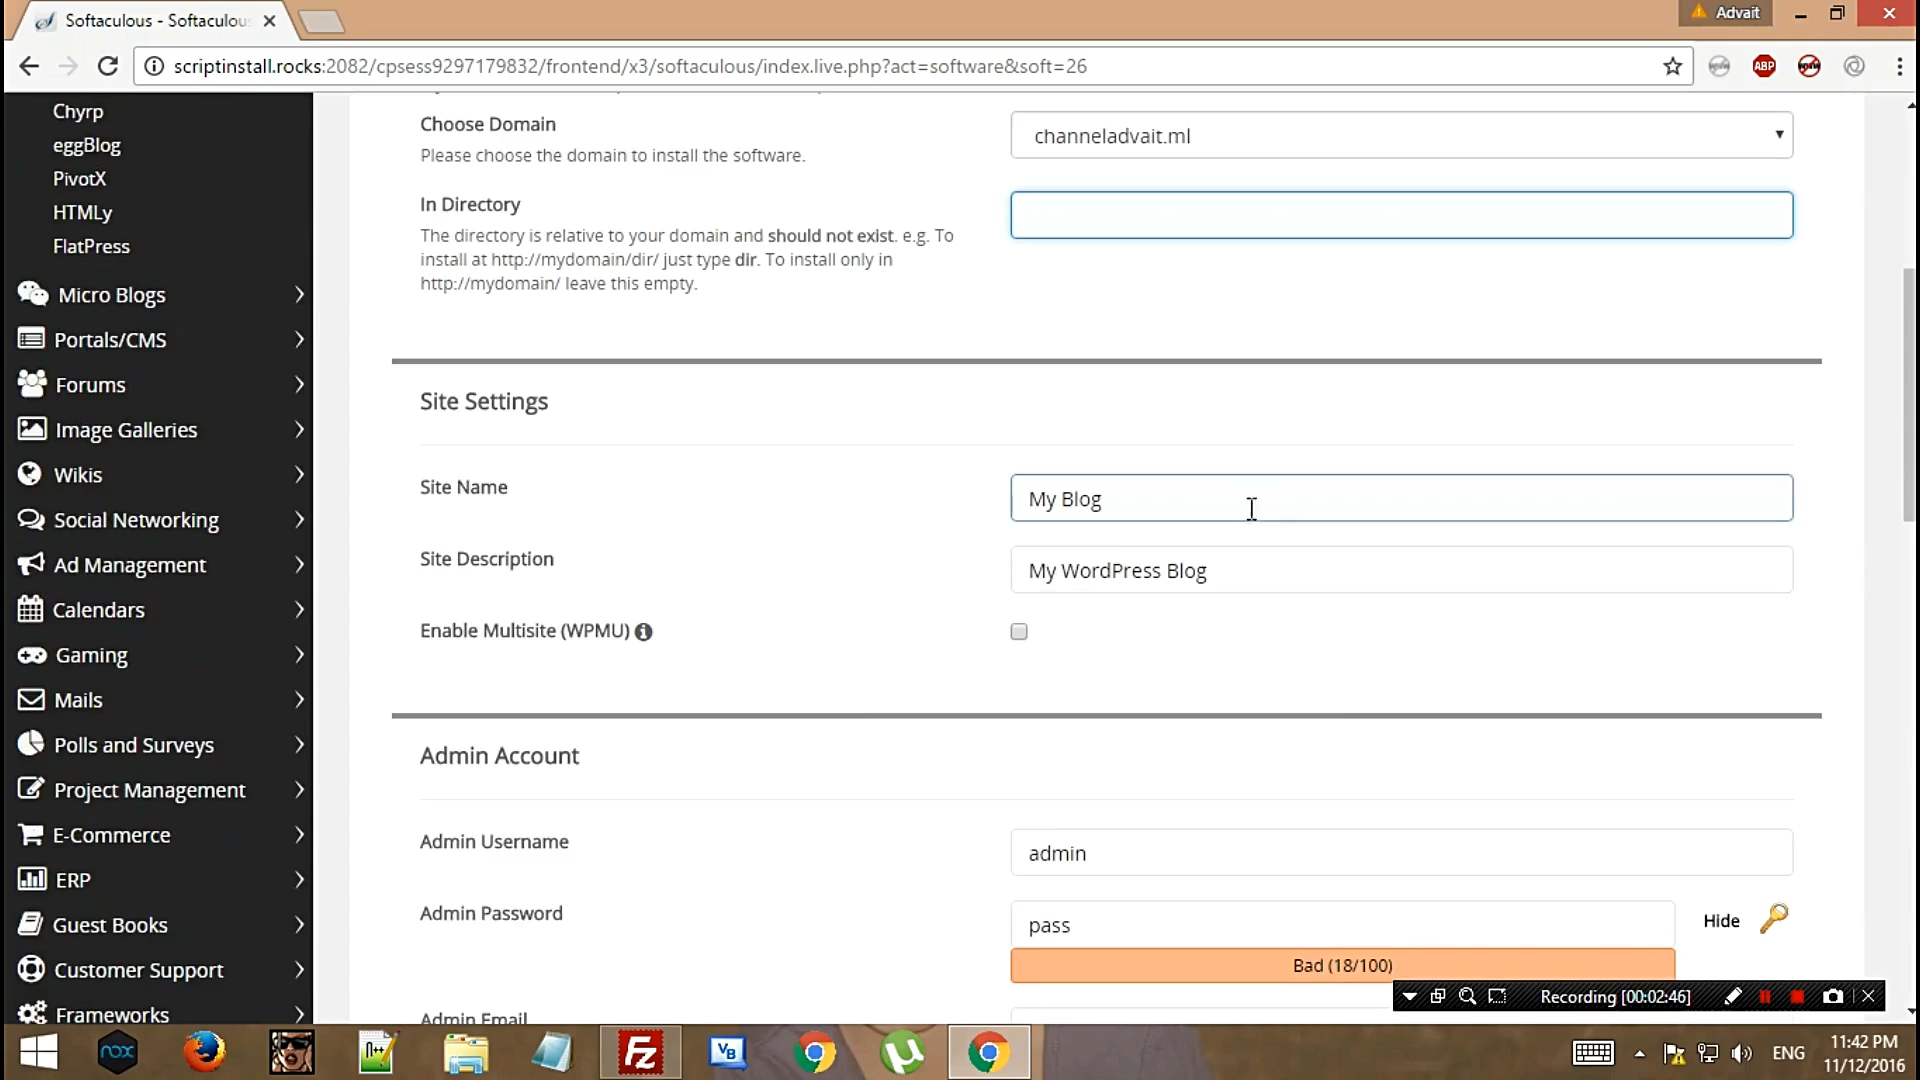 Softaculous - Softaculou
Advait
scriptinstall.rocks:2082/cpsess9297179832/frontend/x3/softaculous/index.live.php?act=software&soft=26
ABP
Chyrp
eggBlog
PivotX
HTMLy
FlatPress
Micro Blogs
Portals/CMS
Forums
Image Galleries
Wikis
Social Networking
Ad Management
Calendars
Gaming
Mails
Polls and Surveys
Project Management
E-Commerce
ERP
Guest Books
Customer Support
Frameworks
Choose Domain
Please choose the domain to install the software.
channeladvait.ml
In Directory
The directory is relative to your domain and should not exist. e.g. To
install at http://mydomain/dir/ just type dir. To install only in
http://mydomain/ leave this empty.
Site Settings
Site Name
My Blog
Site Description
My WordPress Blog
Enable Multisite (WPMU)
Admin Account
Admin Username
admin
Admin Password
pass
Hide
Bad (18/100)
Admin Email
Recording [00:02:46]
nox
n++
FZ
VB
ENG
11:42 PM
11/12/2016